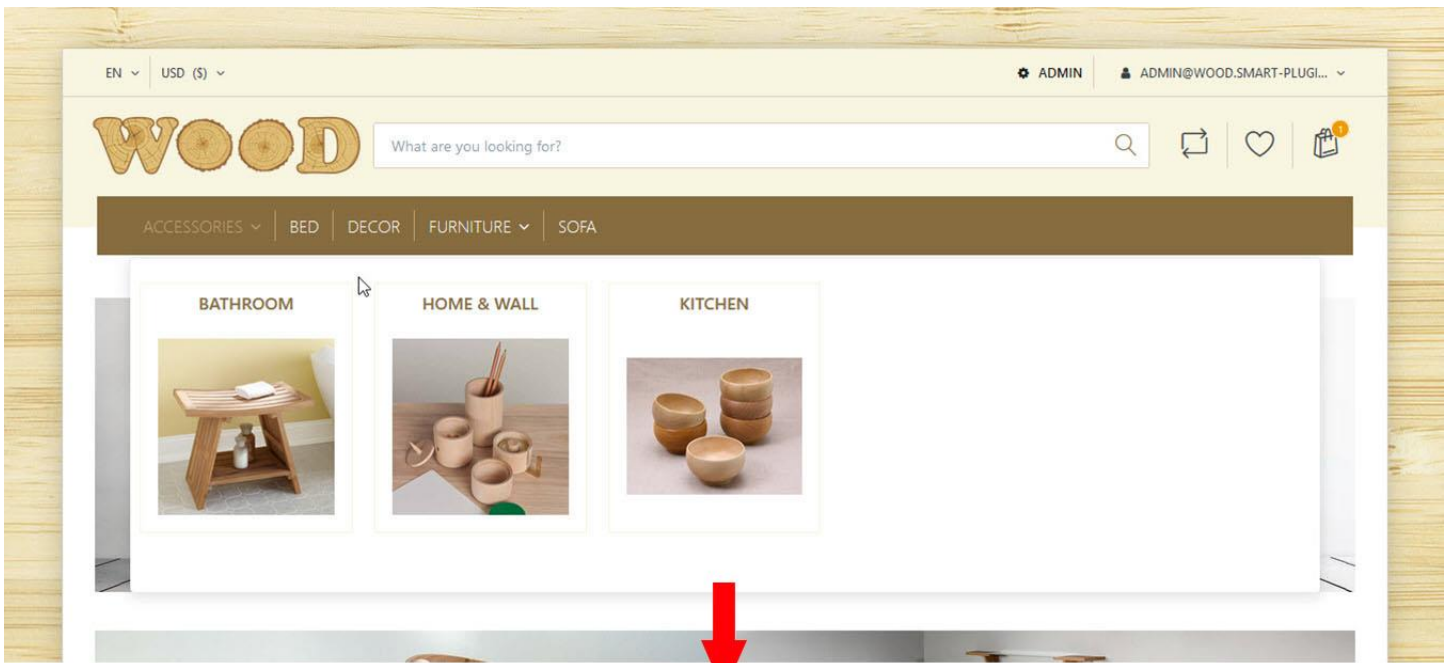 EN
USD ($)
ADMIN
ADMIN@WOOD.SMART-PLUGI...
WOOD
What are you looking for?
1
ACCESSORIES
BED
DECOR
FURNITURE
SOFA
BATHROOM
HOME & WALL
KITCHEN